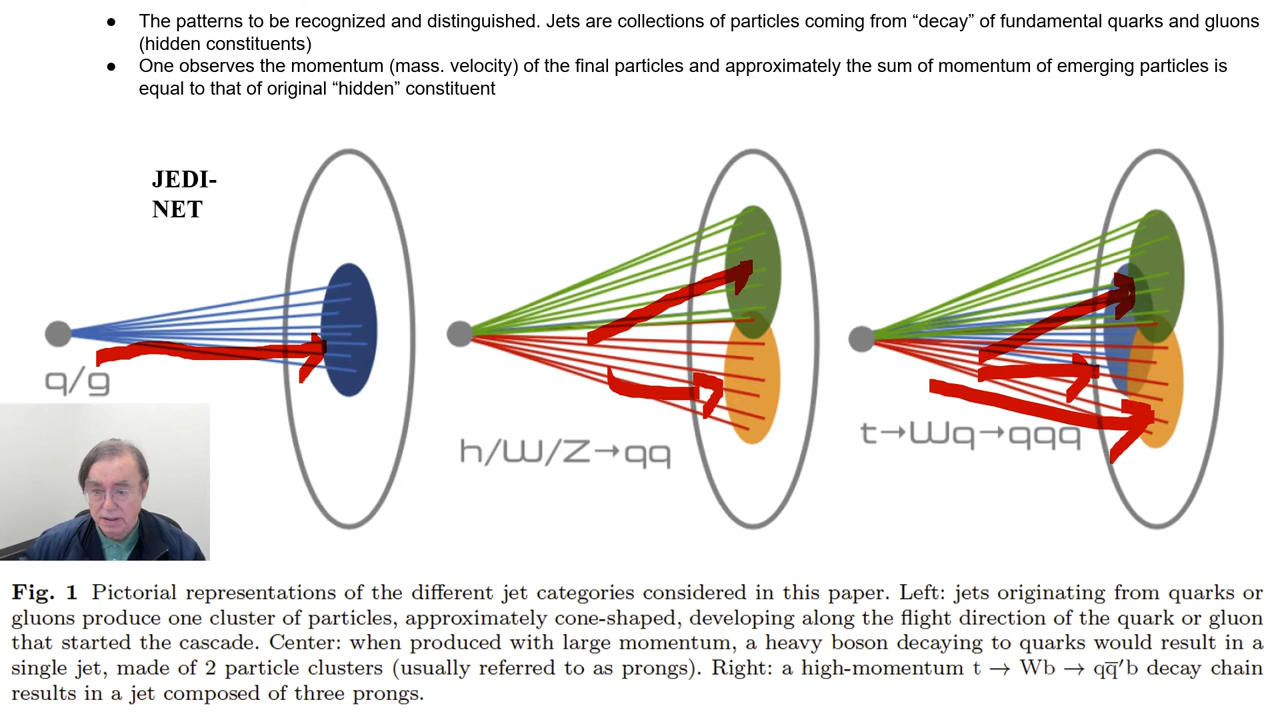 ● The patterns to be recognized and distinguished. Jets are collections of particles coming from “decay” of fundamental quarks and gluons
(hidden constituents)
● One observes the momentum (mass. velocity) of the final particles and approximately the sum of momentum of emerging particles is
equal to that of original “hidden” constituent
JEDI-
NET
q/g
h/W/Z→qq
t→Wq→qqq
Fig. 1 Pictorial representations of the different jet categories considered in this paper. Left: jets originating from quarks or
gluons produce one cluster of particles, approximately cone-shaped, developing along the flight direction of the quark or gluon
that started the cascade. Center: when produced with large momentum, a heavy boson decaying to quarks would result in a
single jet, made of 2 particle clusters (usually referred to as prongs). Right: a high-momentum t → Wb → qq̅′b decay chain
results in a jet composed of three prongs.